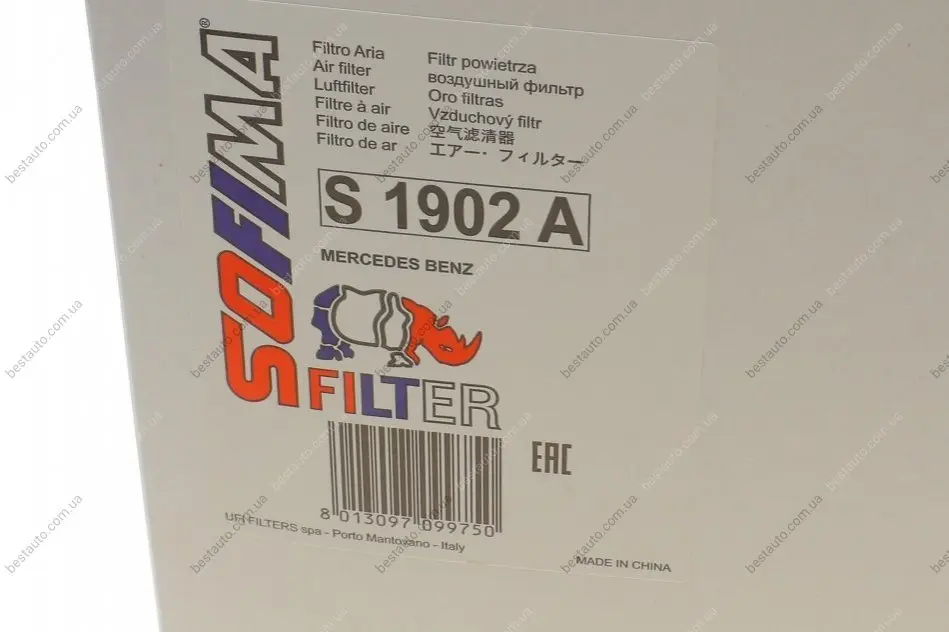 SOFIMA®
Filtro Aria
Air filter
Luftfilter
Filtre à air
Filtro de aire
Filtro de ar
Filtr powietrza
воздушный фильтр
Oro filtras
Vzduchový filtr
空气滤清器
エアー・フィルター
S 1902 A
MERCEDES BENZ
FILTER
EAC
8 013097 099750
UFI FILTERS spa - Porto Mantovano - Italy
MADE IN CHINA
bestauto.com.ua